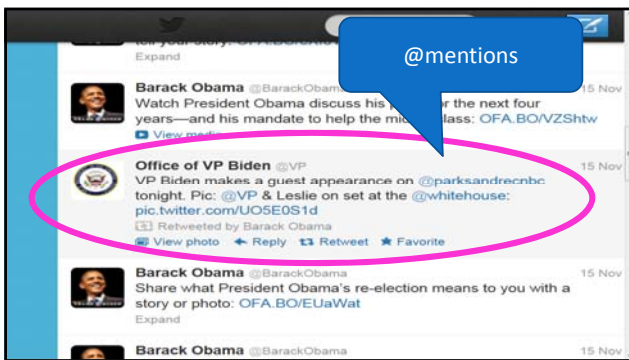 @mentions
Expand
Barack Obama @BarackObama
Watch President Obama discuss his or the next four
years—and his mandate to help the mi lass: OFA.BO/VZShtw
View
15 Nov
Office of VP Biden @VP 15 Nov
VP Biden makes a guest appearance on @parksandrecnbc
tonight. Pic: @VP & Leslie on set at the @whitehouse:
pic.twitter.com/UO5E0S1d
Retweeted by Barack Obama
View photo Reply Retweet Favorite
Barack Obama @BarackObama 15 Nov
Share what President Obama's re-election means to you with a
story or photo: OFA.BO/EUaWat
Expand
Barack Obama @BarackObama 15 Nov